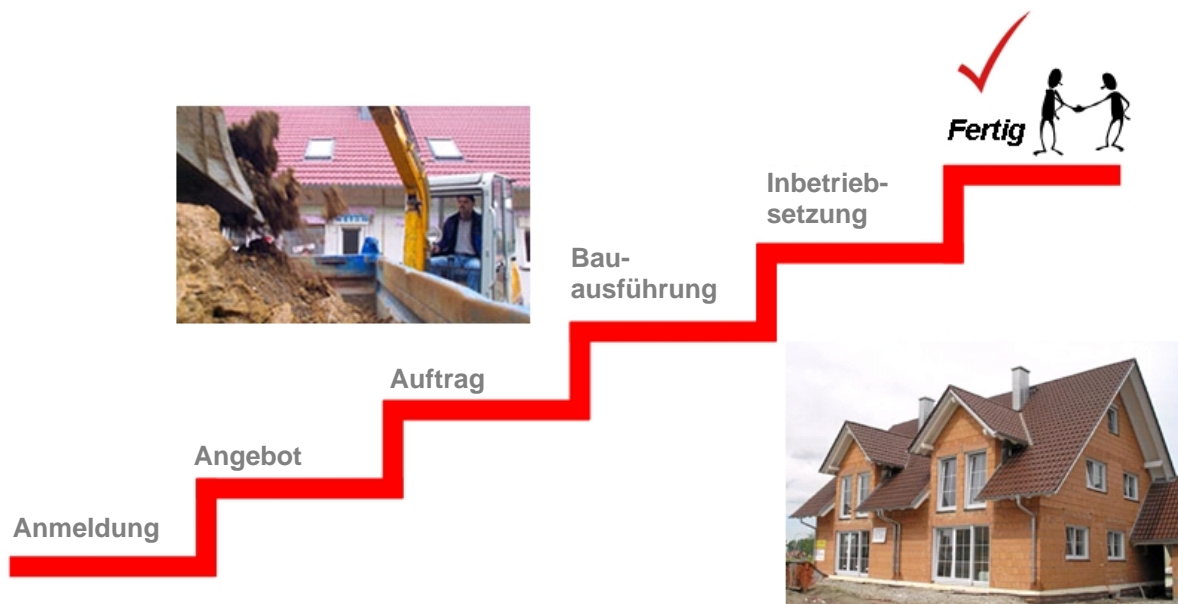 Anmeldung
Angebot
Auftrag
Bau-
ausführung
Inbetrieb-
setzung
Fertig